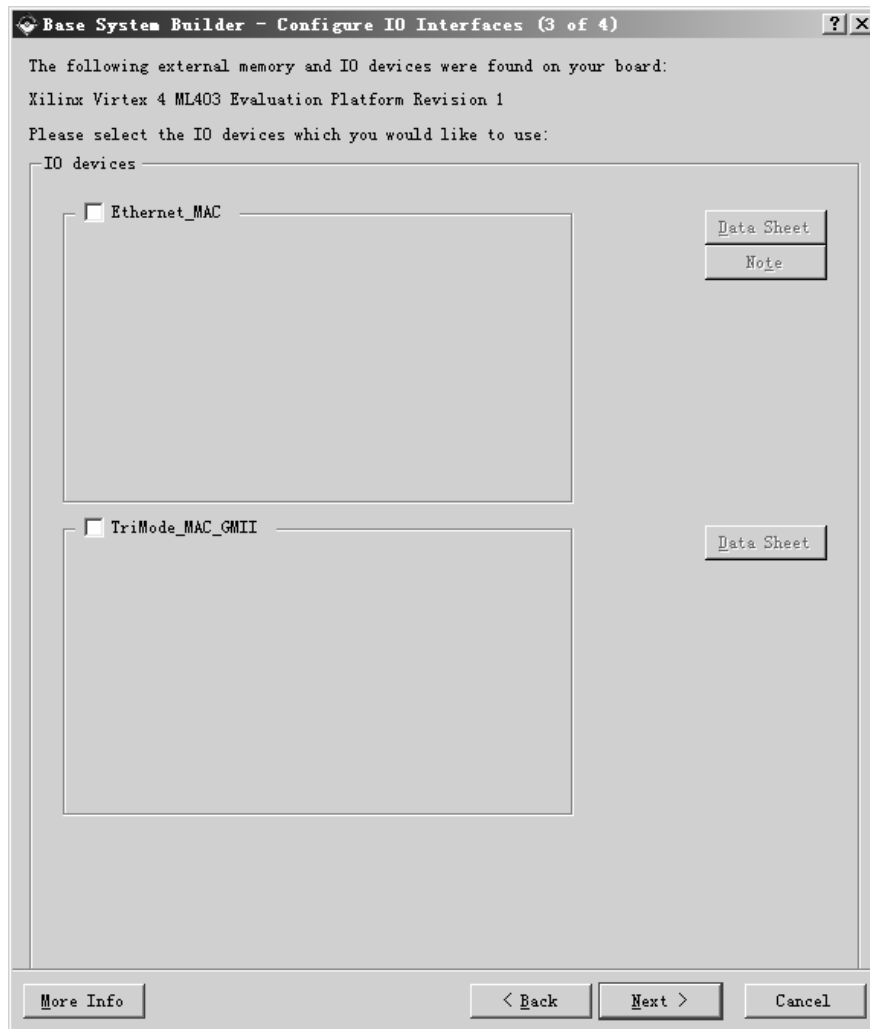 Base System Builder - Configure IO Interfaces (3 of 4)
The following external memory and IO devices were found on your board:
Xilinx Virtex 4 ML403 Evaluation Platform Revision 1
Please select the IO devices which you would like to use:
IO devices
Ethernet_MAC
Data Sheet
Note
TriMode_MAC_GMII
Data Sheet
More Info
< Back
Next >
Cancel